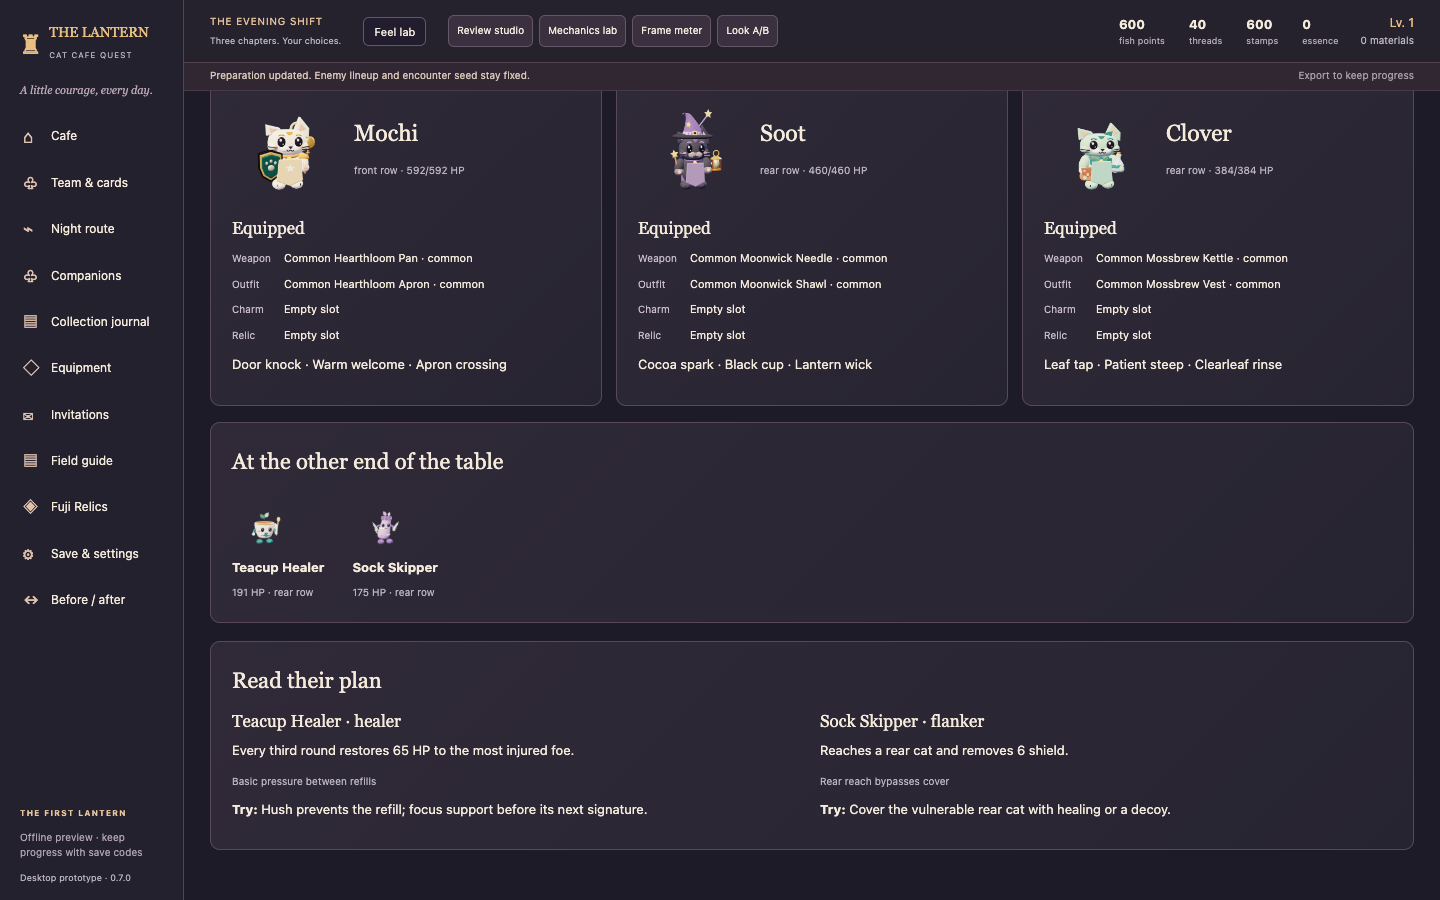 THE LANTERN
CAT CAFE QUEST
A little courage, every day.
Cafe
Team & cards
Night route
Companions
Collection journal
Equipment
Invitations
Field guide
Fuji Relics
Save & settings
Before / after
THE FIRST LANTERN
Offline preview · keep
progress with save codes
Desktop prototype · 0.7.0
THE EVENING SHIFT
Three chapters. Your choices.
Feel lab
Review studio
Mechanics lab
Frame meter
Look A/B
600
fish points
40
threads
600
stamps
0
essence
Lv. 1
0 materials
Preparation updated. Enemy lineup and encounter seed stay fixed.
Export to keep progress
Mochi
front row · 592/592 HP
Equipped
Weapon Common Hearthloom Pan · common
Outfit Common Hearthloom Apron · common
Charm Empty slot
Relic Empty slot
Door knock · Warm welcome · Apron crossing
Soot
rear row · 460/460 HP
Equipped
Weapon Common Moonwick Needle · common
Outfit Common Moonwick Shawl · common
Charm Empty slot
Relic Empty slot
Cocoa spark · Black cup · Lantern wick
Clover
rear row · 384/384 HP
Equipped
Weapon Common Mossbrew Kettle · common
Outfit Common Mossbrew Vest · common
Charm Empty slot
Relic Empty slot
Leaf tap · Patient steep · Clearleaf rinse
At the other end of the table
Teacup Healer
191 HP · rear row
Sock Skipper
175 HP · rear row
Read their plan
Teacup Healer · healer
Every third round restores 65 HP to the most injured foe.
Basic pressure between refills
Try: Hush prevents the refill; focus support before its next signature.
Sock Skipper · flanker
Reaches a rear cat and removes 6 shield.
Rear reach bypasses cover
Try: Cover the vulnerable rear cat with healing or a decoy.